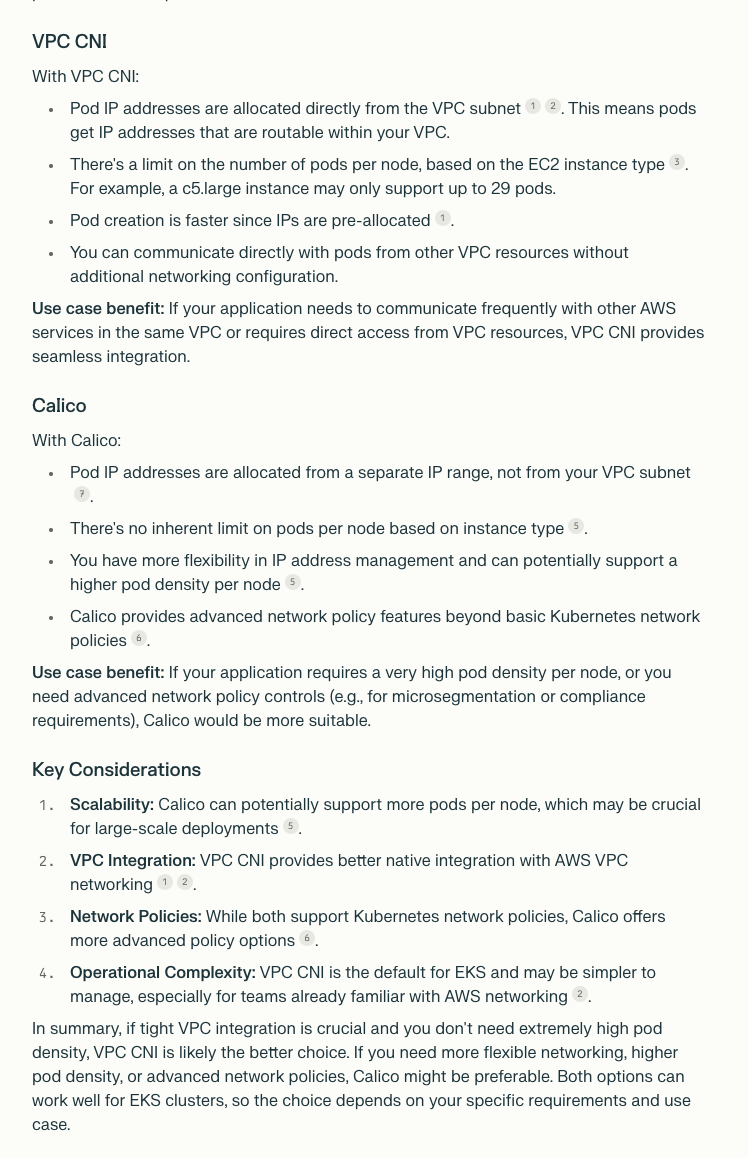 VPC CNI
With VPC CNI:
• Pod IP addresses are allocated directly from the VPC subnet 1 2. This means pods
get IP addresses that are routable within your VPC.
• There's a limit on the number of pods per node, based on the EC2 instance type 3.
For example, a c5.large instance may only support up to 29 pods.
• Pod creation is faster since IPs are pre-allocated 1.
• You can communicate directly with pods from other VPC resources without
additional networking configuration.
Use case benefit: If your application needs to communicate frequently with other AWS
services in the same VPC or requires direct access from VPC resources, VPC CNI provides
seamless integration.
Calico
With Calico:
• Pod IP addresses are allocated from a separate IP range, not from your VPC subnet
7.
• There's no inherent limit on pods per node based on instance type 5.
• You have more flexibility in IP address management and can potentially support a
higher pod density per node 5.
• Calico provides advanced network policy features beyond basic Kubernetes network
policies 6.
Use case benefit: If your application requires a very high pod density per node, or you
need advanced network policy controls (e.g., for microsegmentation or compliance
requirements), Calico would be more suitable.
Key Considerations
1. Scalability: Calico can potentially support more pods per node, which may be crucial
for large-scale deployments 5.
2. VPC Integration: VPC CNI provides better native integration with AWS VPC
networking 1 2.
3. Network Policies: While both support Kubernetes network policies, Calico offers
more advanced policy options 6.
4. Operational Complexity: VPC CNI is the default for EKS and may be simpler to
manage, especially for teams already familiar with AWS networking 2.
In summary, if tight VPC integration is crucial and you don't need extremely high pod
density, VPC CNI is likely the better choice. If you need more flexible networking, higher
pod density, or advanced network policies, Calico might be preferable. Both options can
work well for EKS clusters, so the choice depends on your specific requirements and use
case.